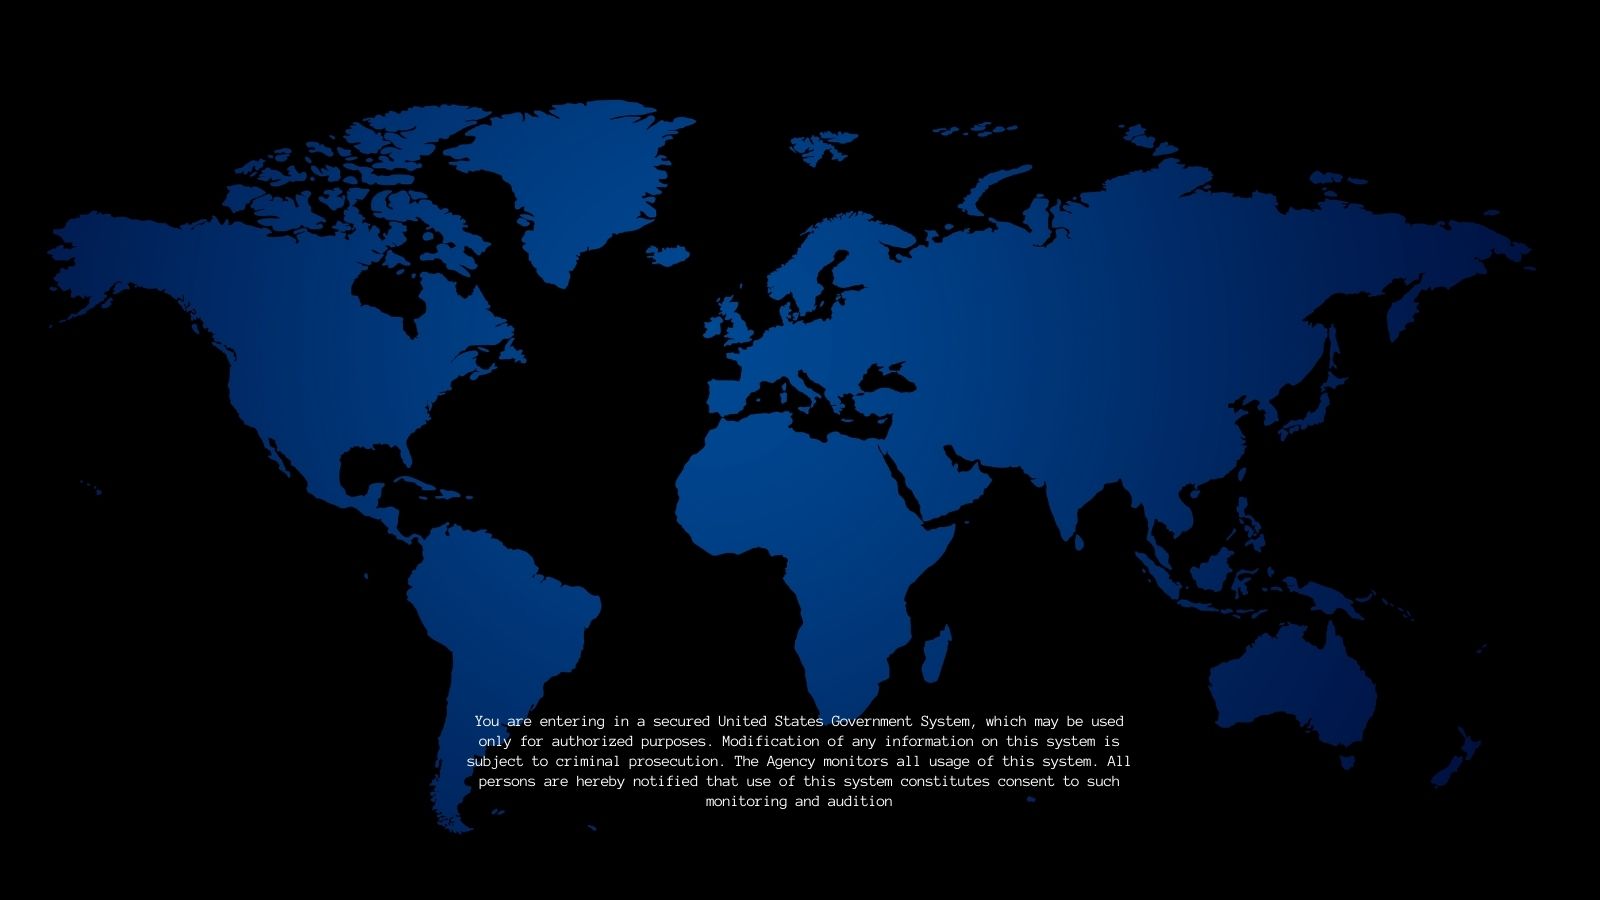 You are entering in a secured United States Government System, which may be used
only for authorized purposes. Modification of any information on this system is
subject to criminal prosecution. The Agency monitors all usage of this system. All
persons are hereby notified that use of this system constitutes consent to such
monitoring and audition